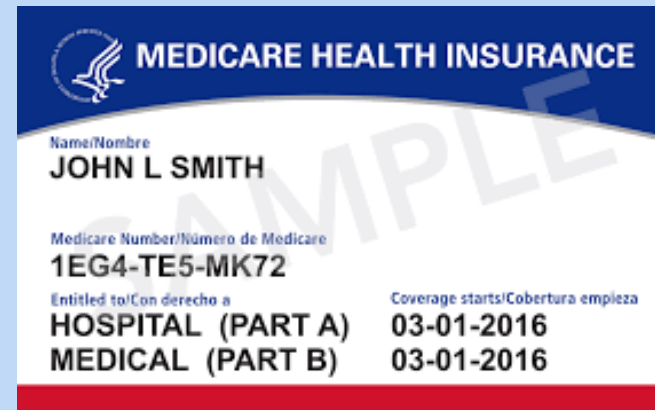 MEDICARE HEALTH INSURANCE
Name/Nombre
JOHN L SMITH
Medicare Number/Número de Medicare
1EG4-TE5-MK72
Entitled to/Con derecho a Coverage starts/Cobertura empieza
HOSPITAL (PART A) 03-01-2016
MEDICAL (PART B) 03-01-2016
SAMPLE